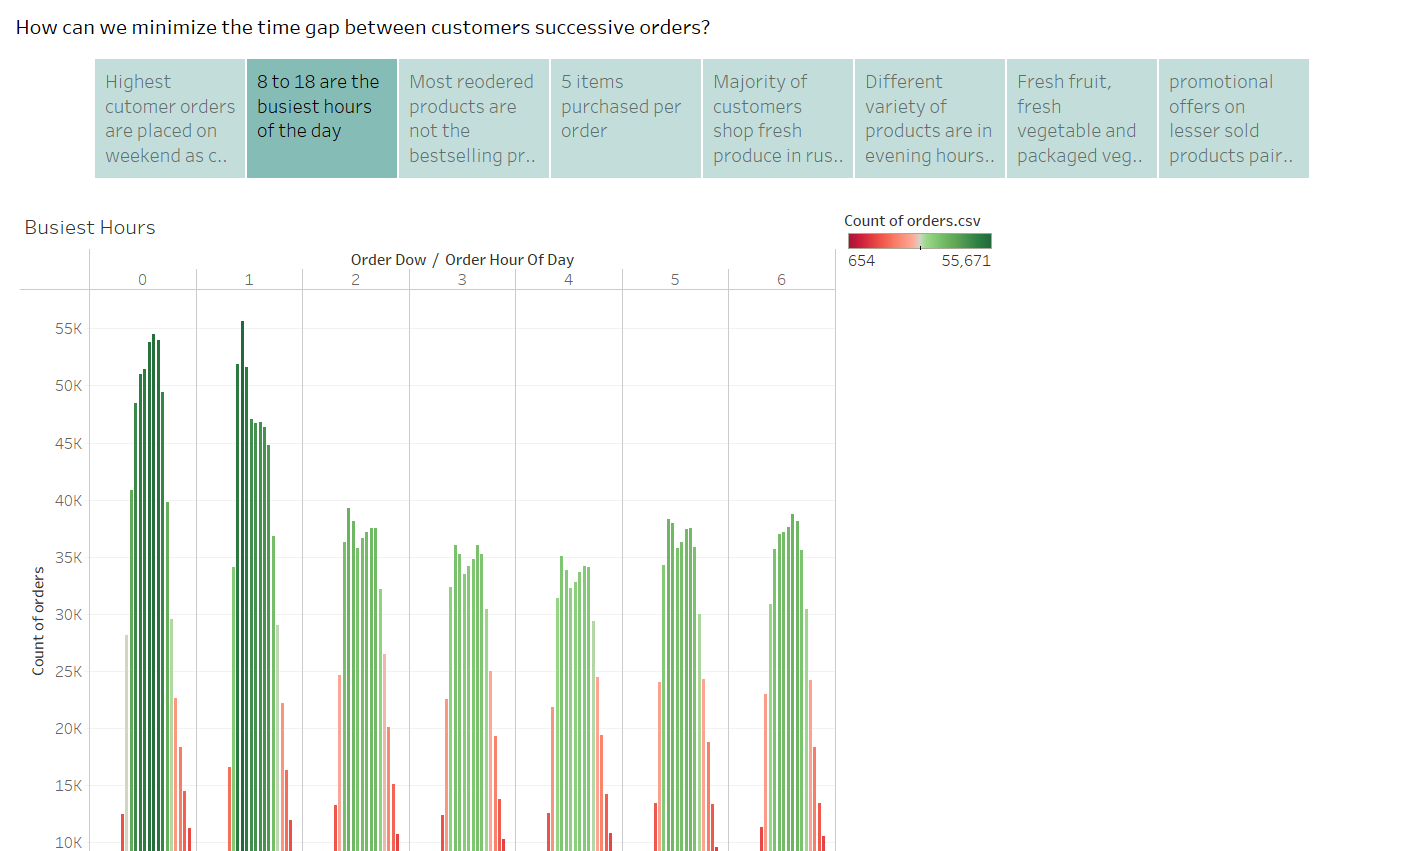 How can we minimize the time gap between customers successive orders?
Highest
cutomer orders
are placed on
weekend as c..
8 to 18 are the
busiest hours
of the day
Most reodered
products are
not the
bestselling pr..
5 items
purchased per
order
Majority of
customers
shop fresh
produce in rus..
Different
variety of
products are in
evening hours..
Fresh fruit,
fresh
vegetable and
packaged veg..
promotional
offers on
lesser sold
products pair..
Busiest Hours
Count of orders.csv
654 55,671
Order Dow / Order Hour Of Day
0 1 2 3 4 5 6
55K
50K
45K
40K
35K
30K
25K
20K
15K
10K
Count of orders